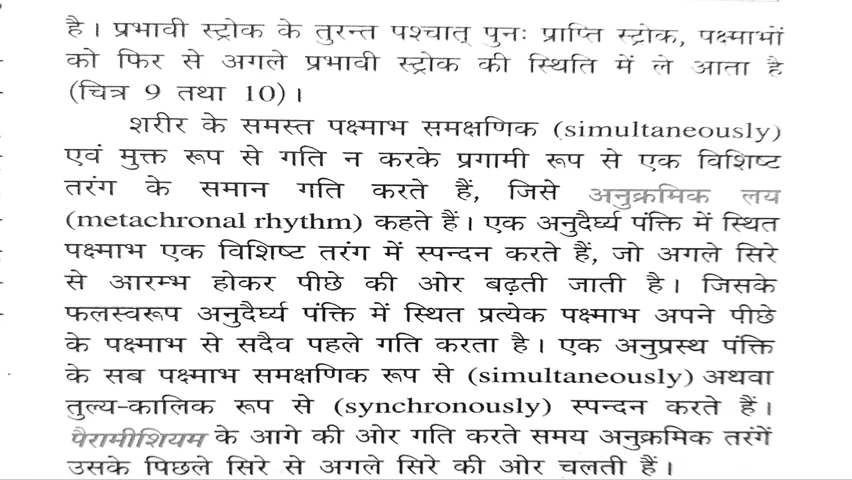 है। प्रभावी स्ट्रोक के तुरन्त पश्चात् पुनः प्राप्ति स्ट्रोक, पक्ष्माभों
को फिर से अगले प्रभावी स्ट्रोक की स्थिति में ले आता है
(चित्र 9 तथा 10)।
शरीर के समस्त पक्ष्माभ समक्षणिक (simultaneously)
एवं मुक्त रूप से गति न करके प्रगामी रूप से एक विशिष्ट
तरंग के समान गति करते हैं, जिसे अनुक्रमिक लय
(metachronal rhythm) कहते हैं। एक अनुदैर्घ्य पंक्ति में स्थित
पक्ष्माभ एक विशिष्ट तरंग में स्पन्दन करते हैं, जो अगले सिरे
से आरम्भ होकर पीछे की ओर बढ़ती जाती है। जिसके
फलस्वरूप अनुदैर्घ्य पंक्ति में स्थित प्रत्येक पक्ष्माभ अपने पीछे
के पक्ष्माभ से सदैव पहले गति करता है। एक अनुप्रस्थ पंक्ति
के सब पक्ष्माभ समक्षणिक रूप से (simultaneously) अथवा
तुल्य-कालिक रूप से (synchronously) स्पन्दन करते हैं।
पैरामीशियम के आगे की ओर गति करते समय अनुक्रमिक तरंगें
उसके पिछले सिरे से अगले सिरे की ओर चलती हैं।